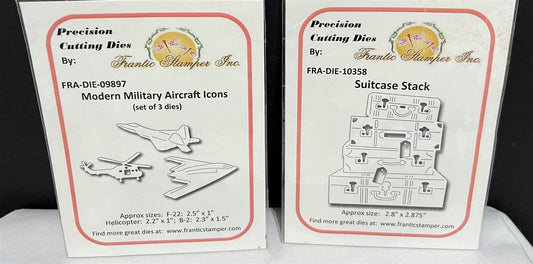 Precision
Cutting Dies
By:
Frantic Stamper Inc.
FRA-DIE-09897
Modern Military Aircraft Icons
(set of 3 dies)
Approx sizes: F-22: 2.5" x 1"
Helicopter: 2.2" x 1"; B-2: 2.3" x 1.5"
Find more great dies at: www.franticstamper.com
Precision
Cutting Dies
By:
Frantic Stamper Inc.
FRA-DIE-10358
Suitcase Stack
Approx size: 2.8" x 2.875"
Find more great dies at: www.franticstamper.com